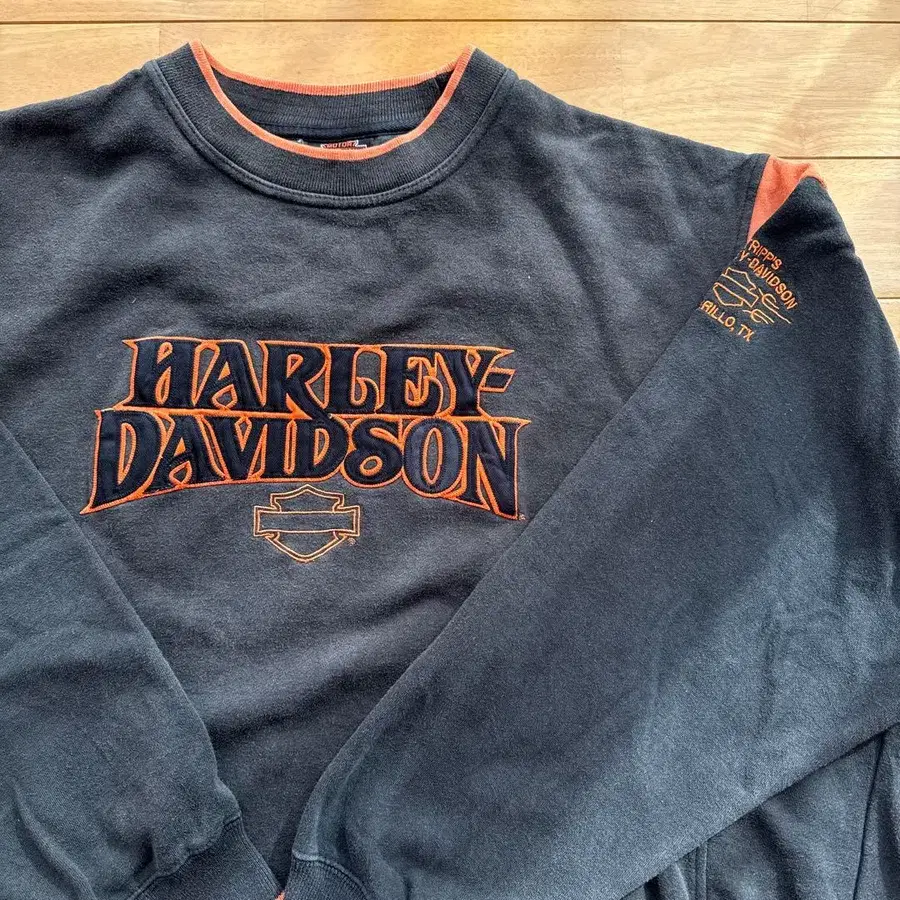 HARLEY-
DAVIDSON
®
RIPP'S
Y-DAVIDSON
RILLO, TX